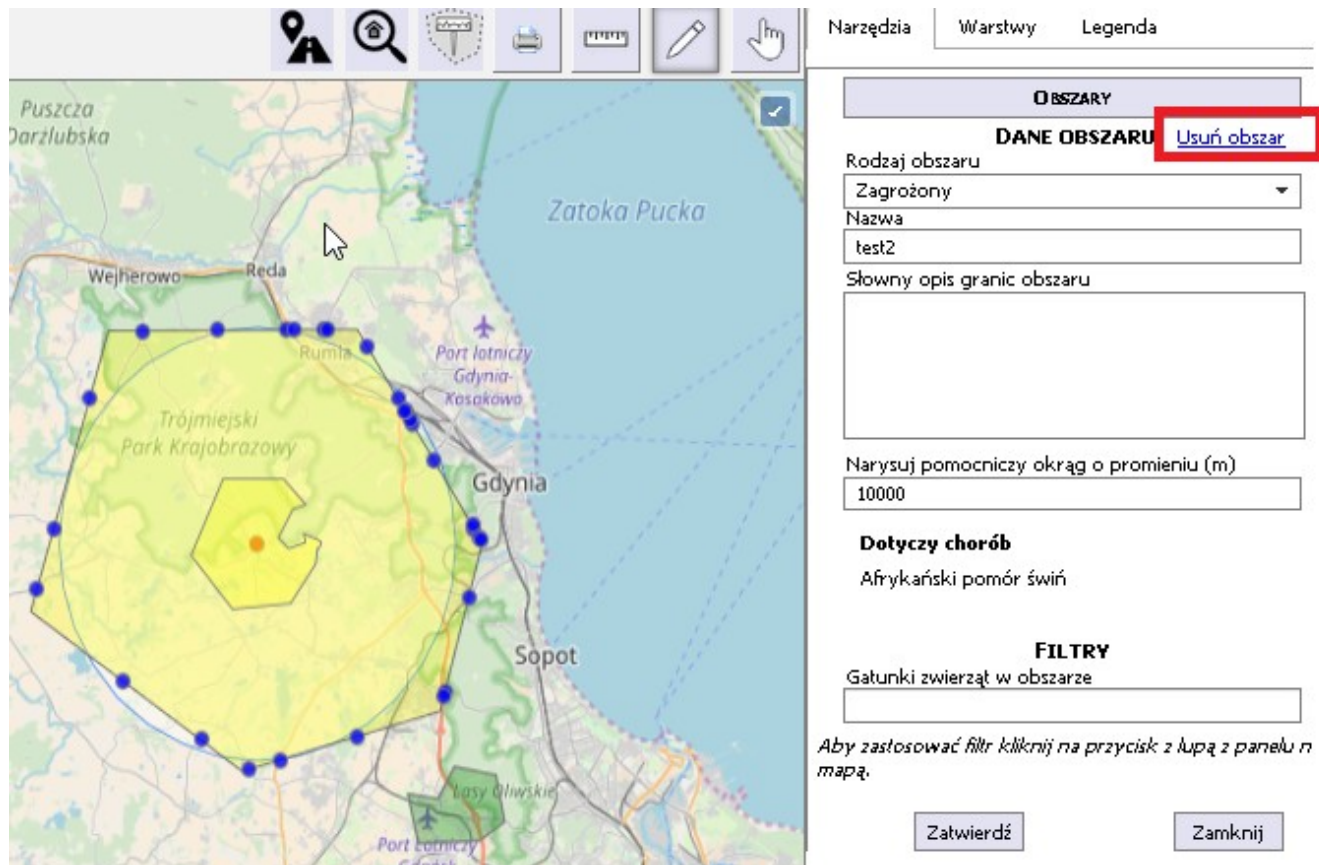 Narzędzia Warstwy Legenda
OBSZARY
DANE OBSZARU Usuń obszar
Rodzaj obszaru
Zagrożony
Nazwa
test2
Słowny opis granic obszaru
Narysuj pomocniczy okrąg o promieniu (m)
10000
Dotyczy chorób
Afrykański pomór świń
FILTRY
Gatunki zwierząt w obszarze
Aby zastosować filtr kliknij na przycisk z lupą z panelu n
mapą.
Zatwierdź Zamknij
Puszcza
Darżlubska
Zatoka Pucka
Wejherowo
Reda
Rumia
Port lotniczy
Gdynia-
Kosakowo
Trójmiejski
Park Krajobrazowy
Gdynia
Sopot
Lasy Oliwskie
Port Lotniczy
Gdańsk